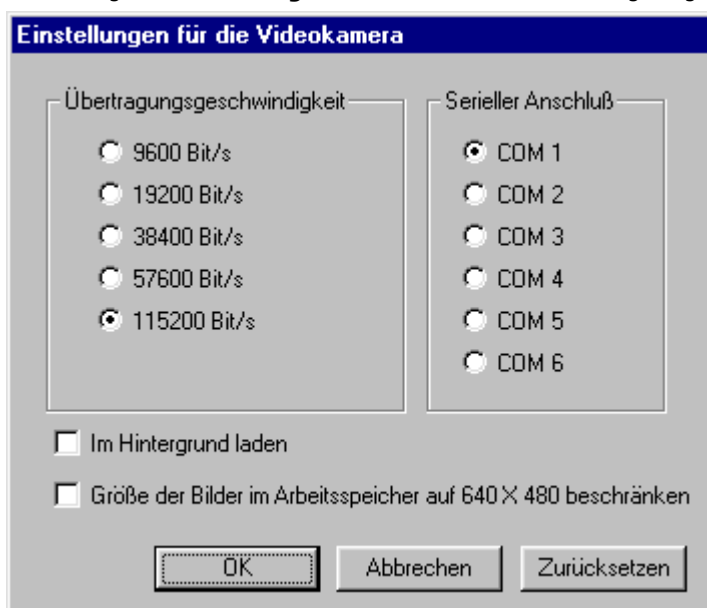 Einstellungen für die Videokamera
Übertragungsgeschwindigkeit
9600 Bit/s
19200 Bit/s
38400 Bit/s
57600 Bit/s
115200 Bit/s
Serieller Anschluß
COM 1
COM 2
COM 3
COM 4
COM 5
COM 6
Im Hintergrund laden
Größe der Bilder im Arbeitsspeicher auf 640 X 480 beschränken
OK
Abbrechen
Zurücksetzen